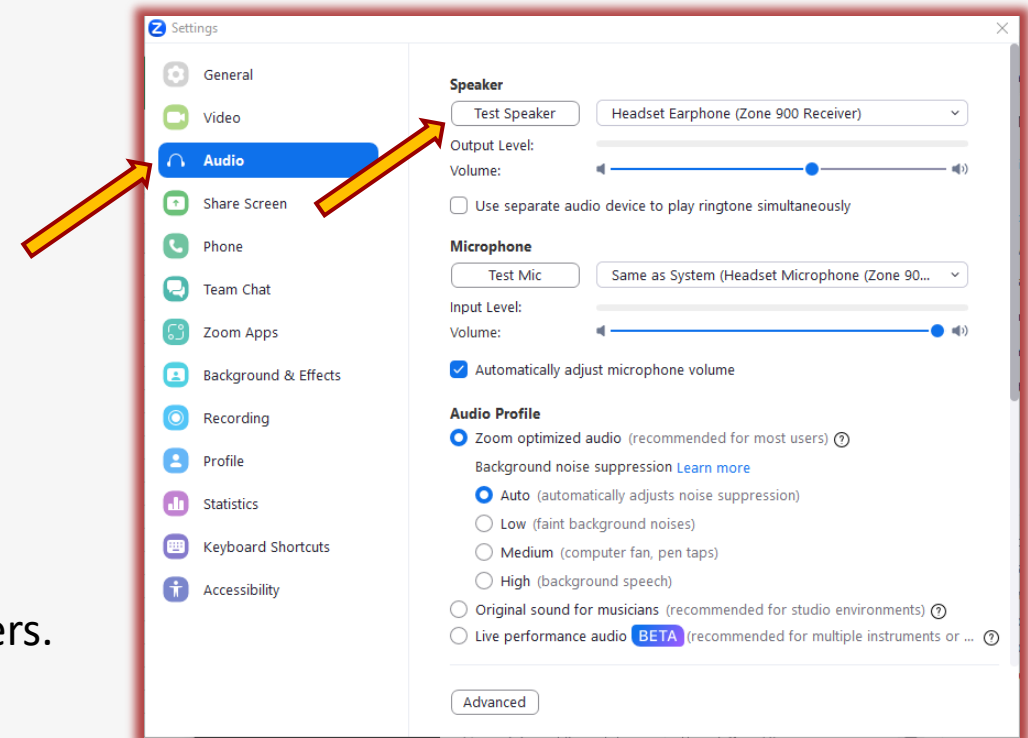 Settings
General
Video
Audio
Share Screen
Phone
Team Chat
Zoom Apps
Background & Effects
Recording
Profile
Statistics
Keyboard Shortcuts
Accessibility
ers.
Speaker
Test Speaker Headset Earphone (Zone 900 Receiver)
Output Level:
Volume:
Use separate audio device to play ringtone simultaneously
Microphone
Test Mic Same as System (Headset Microphone (Zone 90...
Input Level:
Volume:
Automatically adjust microphone volume
Audio Profile
Zoom optimized audio (recommended for most users) ?
Background noise suppression Learn more
Auto (automatically adjusts noise suppression)
Low (faint background noises)
Medium (computer fan, pen taps)
High (background speech)
Original sound for musicians (recommended for studio environments) ?
Live performance audio BETA (recommended for multiple instruments or ... ?
Advanced